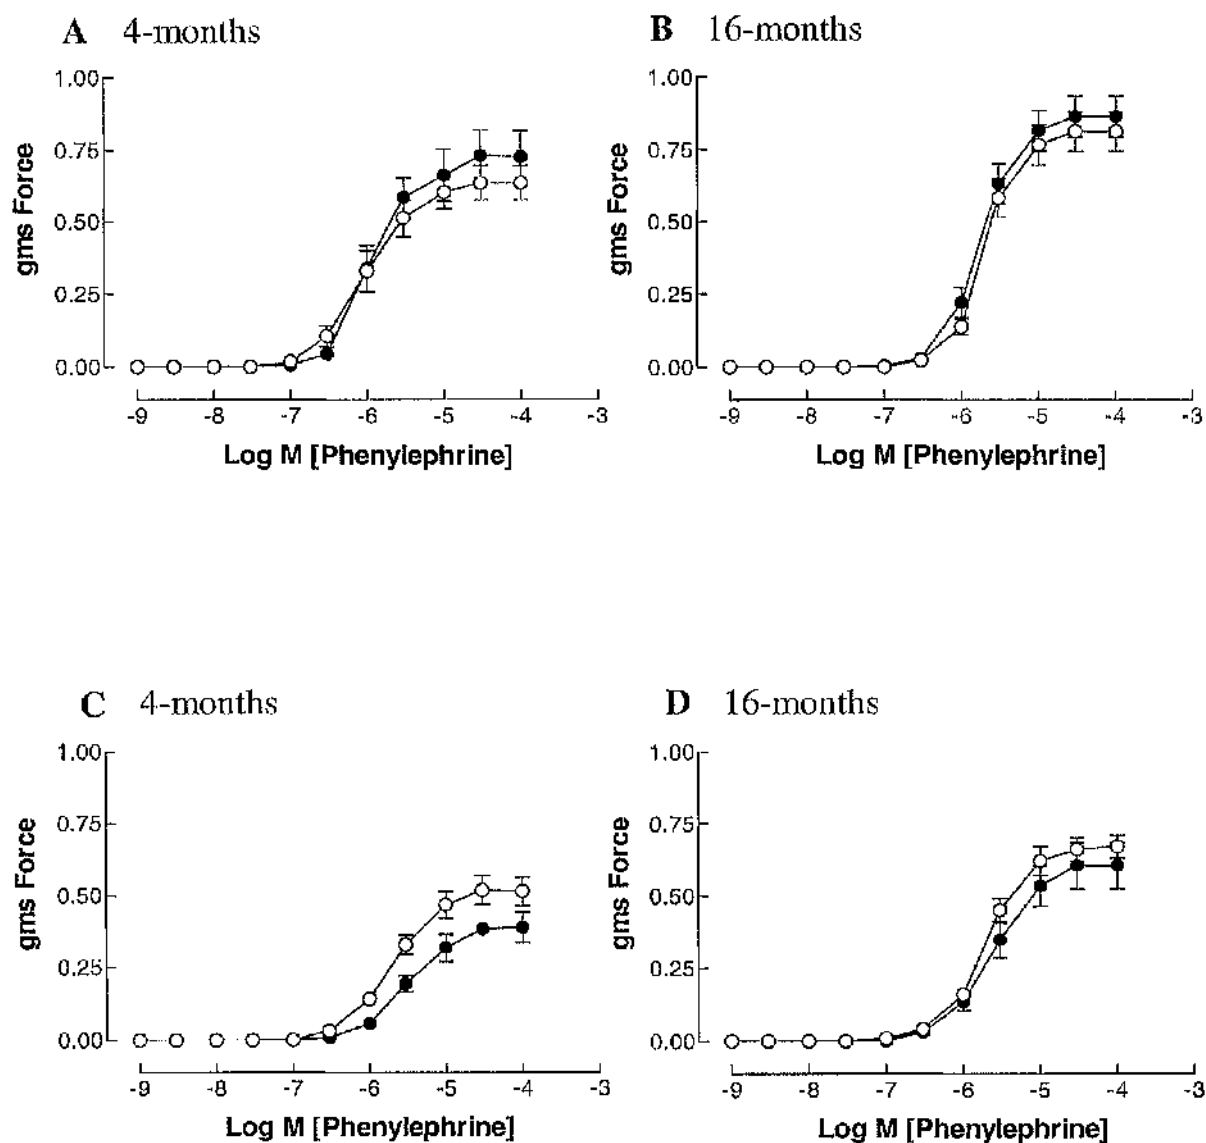 A 4-months
1.00
0.75
0.50
0.25
0.00
gms Force
-9 -8 -7 -6 -5 -4 -3
Log M [Phenylephrine]
B 16-months
1.00
0.75
0.50
0.25
0.00
gms Force
-9 -8 -7 -6 -5 -4 -3
Log M [Phenylephrine]
C 4-months
1.00
0.75
0.50
0.25
0.00
gms Force
-9 -8 -7 -6 -5 -4 -3
Log M [Phenylephrine]
D 16-months
1.00
0.75
0.50
0.25
0.00
gms Force
-9 -8 -7 -6 -5 -4 -3
Log M [Phenylephrine]